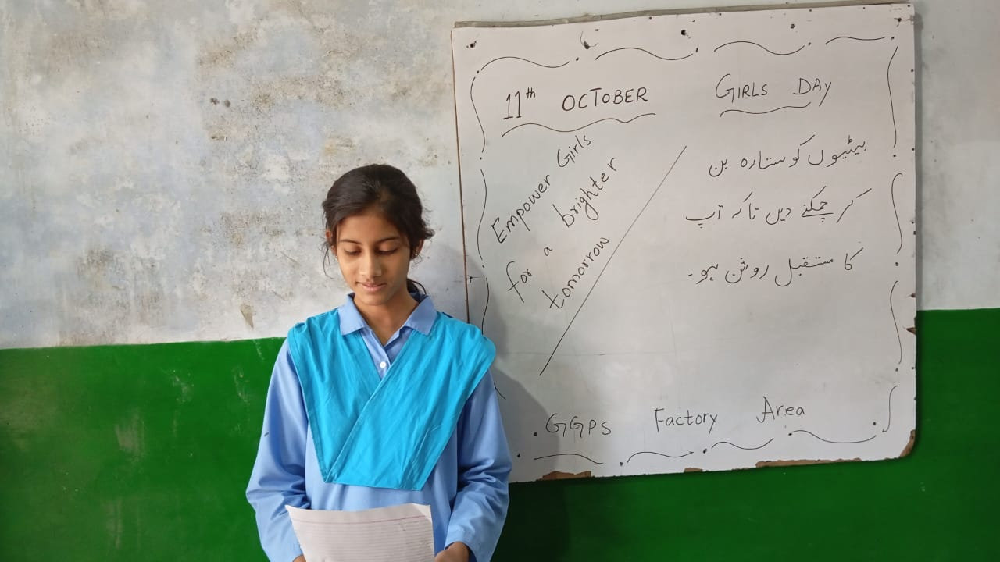 11th OCTOBER
GIRLS DAY
Empower Girls
for a brighter
tomorrow
بیٹیوں کو ستارہ بن
کر چمکنے دیں تاکہ آپ
کا مستقبل روشن ہو۔
GGPS Factory Area